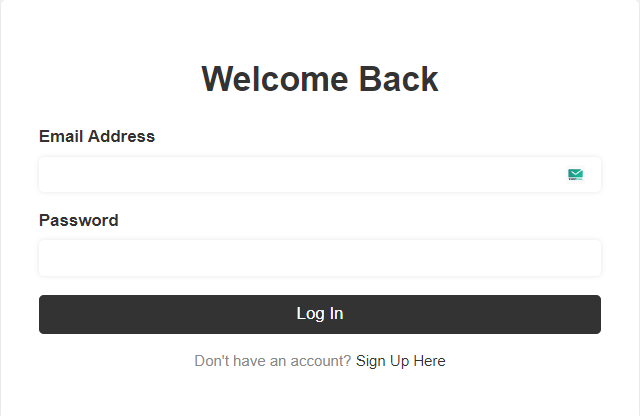 Welcome Back
Email Address
Password
Log In
Don't have an account? Sign Up Here